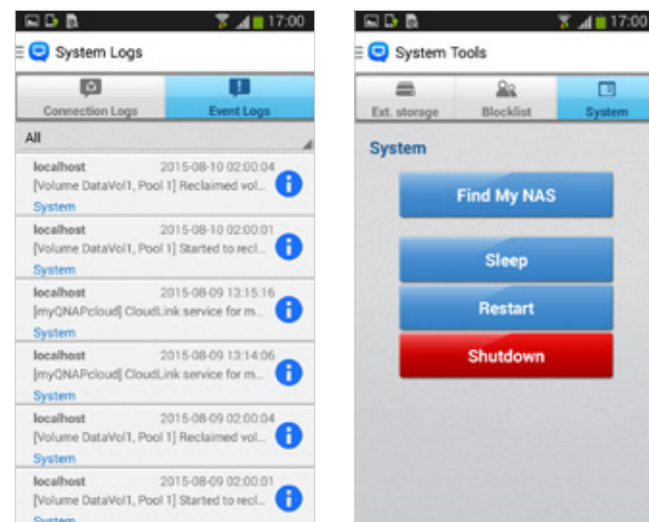 17:00
System Logs
Connection Logs
Event Logs
All
localhost 2015-08-10 02:00:04
[Volume DataVol1, Pool 1] Reclaimed vol...
System
localhost 2015-08-10 02:00:01
[Volume DataVol1, Pool 1] Started to recl...
System
localhost 2015-08-09 13:15:16
[myQNAPcloud] CloudLink service for m...
System
localhost 2015-08-09 13:14:06
[myQNAPcloud] CloudLink service for m...
System
localhost 2015-08-09 02:00:04
[Volume DataVol1, Pool 1] Reclaimed vol...
System
localhost 2015-08-09 02:00:01
[Volume DataVol1, Pool 1] Started to recl...
System
17:00
System Tools
Ext. storage
Blocklist
System
System
Find My NAS
Sleep
Restart
Shutdown